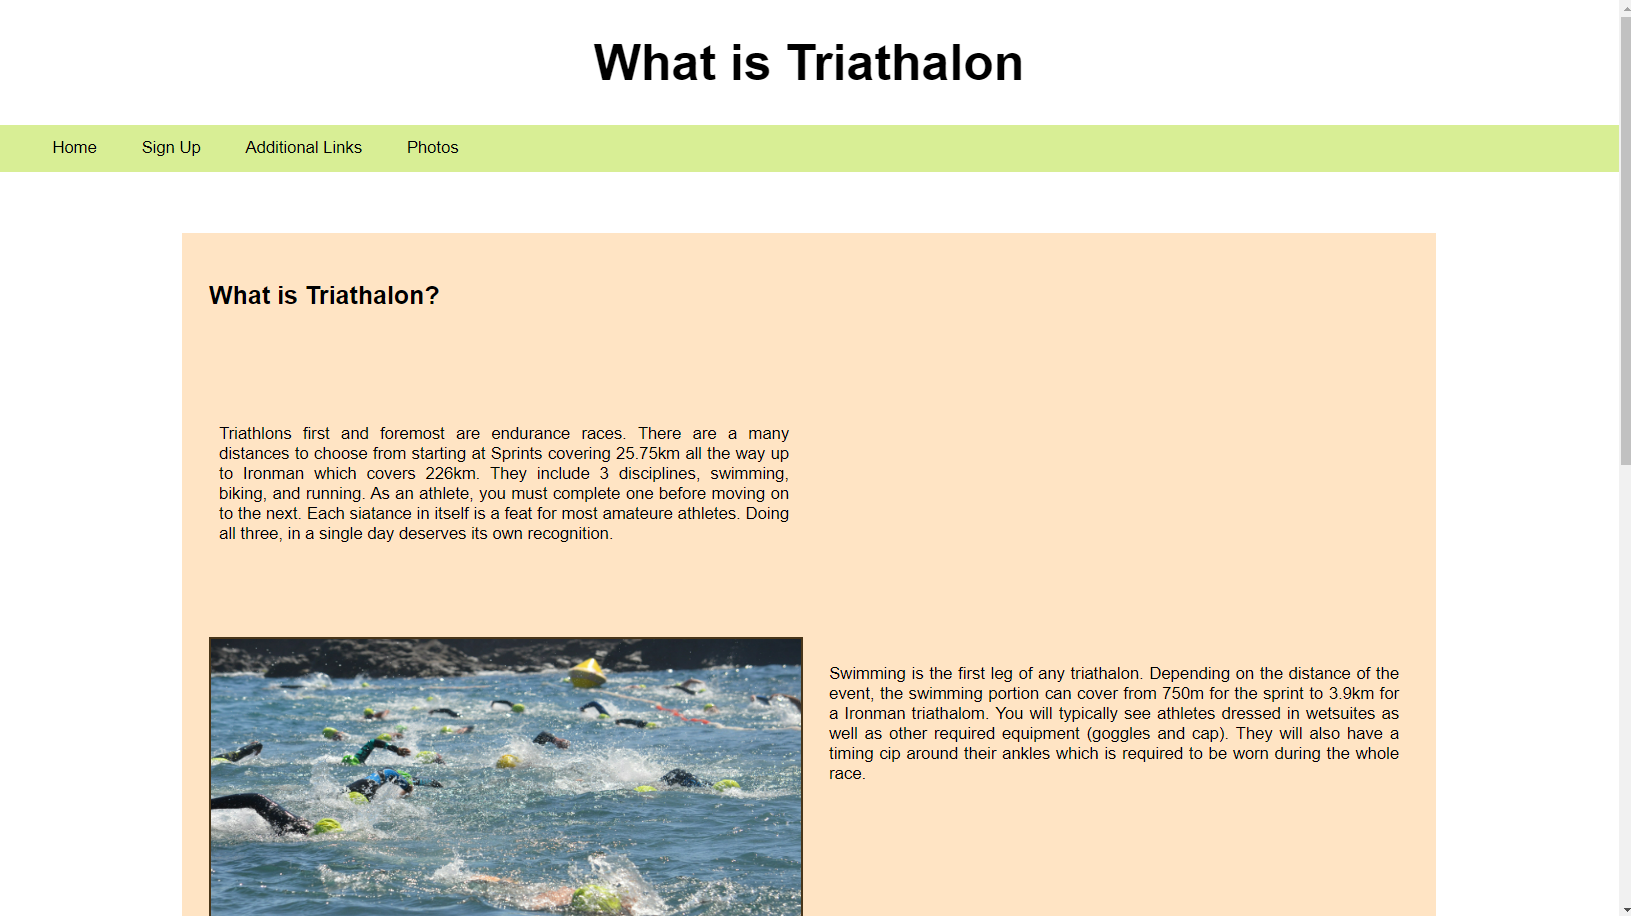 What is Triathalon
Home Sign Up Additional Links Photos
What is Triathalon?
Triathlons first and foremost are endurance races. There are a many
distances to choose from starting at Sprints covering 25.75km all the way up
to Ironman which covers 226km. They include 3 disciplines, swimming,
biking, and running. As an athlete, you must complete one before moving on
to the next. Each siatance in itself is a feat for most amateure athletes. Doing
all three, in a single day deserves its own recognition.
Swimming is the first leg of any triathalon. Depending on the distance of the
event, the swimming portion can cover from 750m for the sprint to 3.9km for
a Ironman triathalom. You will typically see athletes dressed in wetsuites as
well as other required equipment (goggles and cap). They will also have a
timing cip around their ankles which is required to be worn during the whole
race.